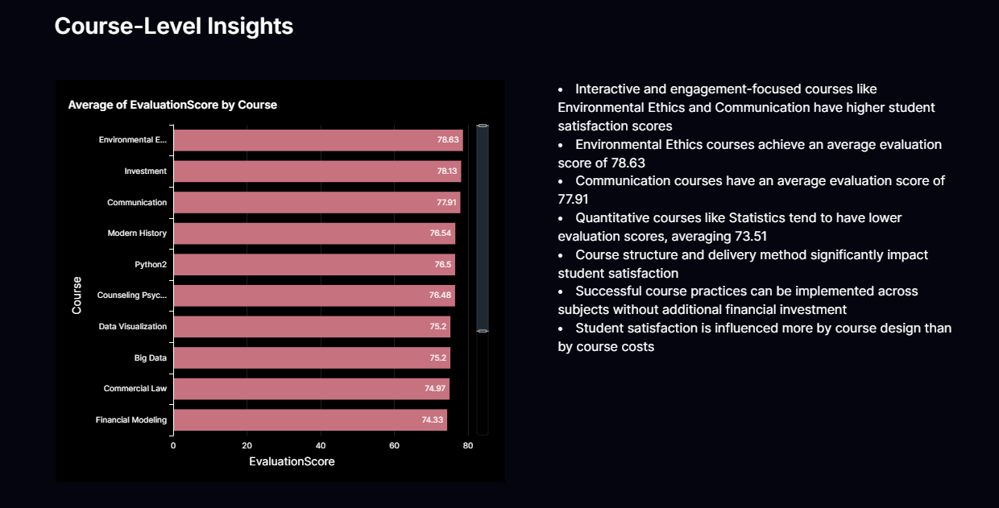 Course-Level Insights
Average of EvaluationScore by Course
Environmental E... 78.63
Investment 78.13
Communication 77.91
Modern History 76.54
Python2 76.5
Counseling Psyc... 76.48
Data Visualization 75.2
Big Data 75.2
Commercial Law 74.97
Financial Modeling 74.33
Course
0 20 40 60 80
EvaluationScore
• Interactive and engagement-focused courses like
Environmental Ethics and Communication have higher student
satisfaction scores
• Environmental Ethics courses achieve an average evaluation
score of 78.63
• Communication courses have an average evaluation score of
77.91
• Quantitative courses like Statistics tend to have lower
evaluation scores, averaging 73.51
• Course structure and delivery method significantly impact
student satisfaction
• Successful course practices can be implemented across
subjects without additional financial investment
• Student satisfaction is influenced more by course design than
by course costs